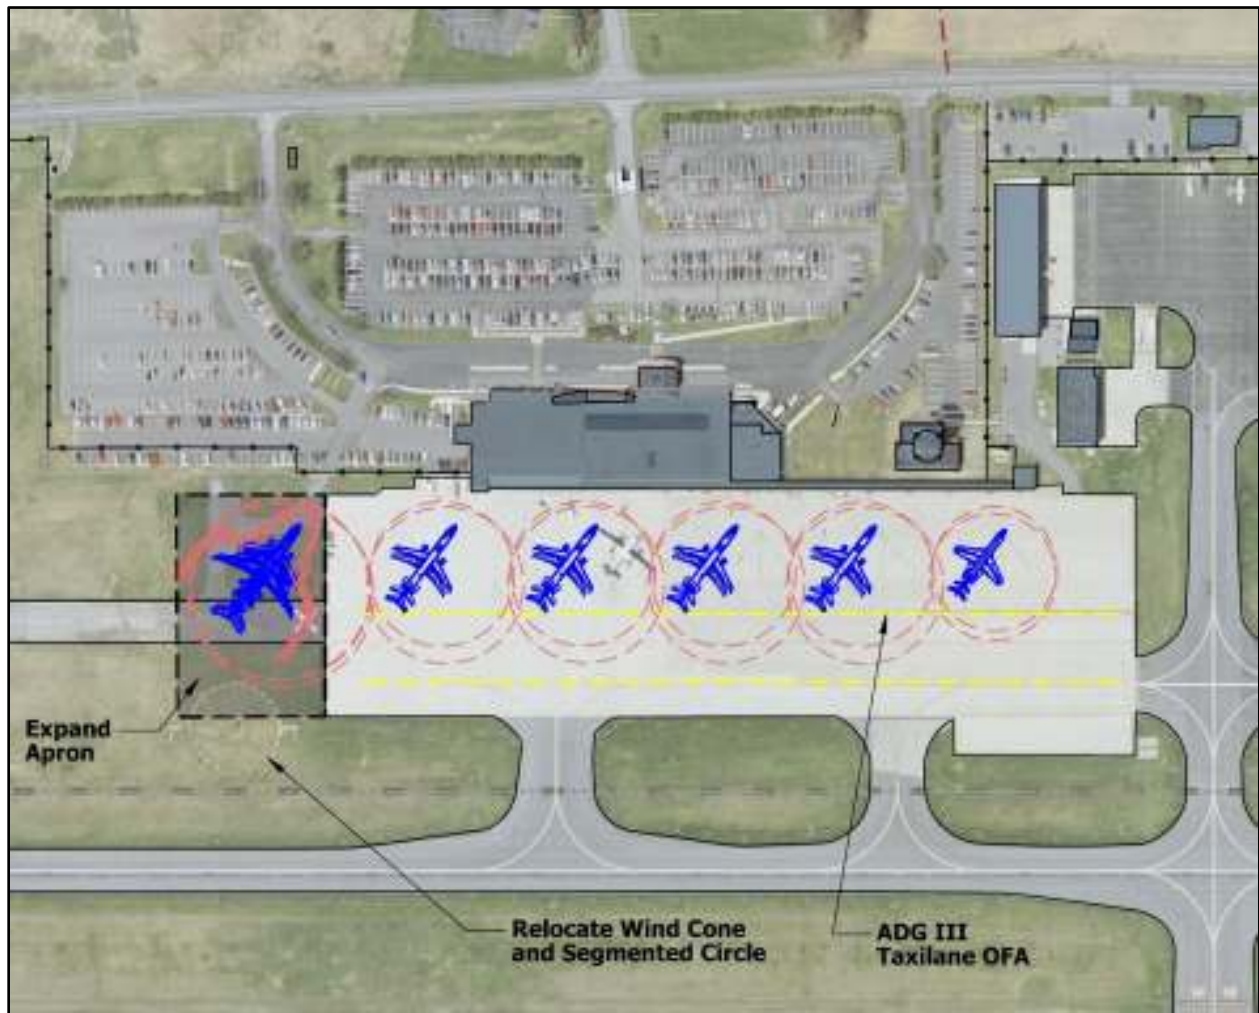 Expand
Apron
Relocate Wind Cone
and Segmented Circle
ADG III
Taxilane OFA